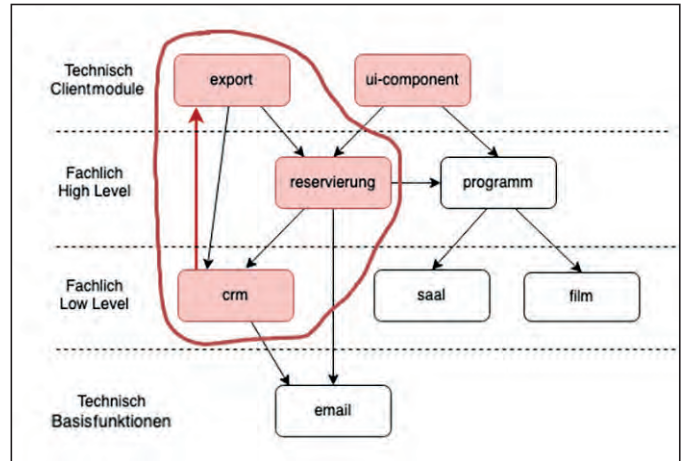 Technisch
Clientmodule
export
ui-component
Fachlich
High Level
reservierung
programm
Fachlich
Low Level
crm
saal
film
Technisch
Basisfunktionen
email